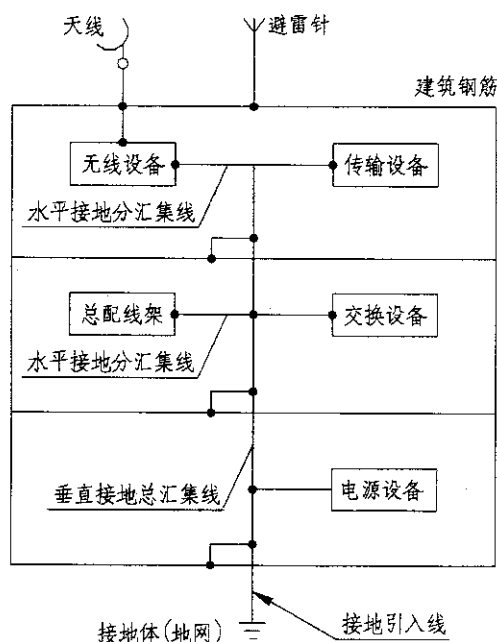 天线
避雷针
建筑钢筋
无线设备
传输设备
水平接地分汇集线
总配线架
交换设备
水平接地分汇集线
垂直接地总汇集线
电源设备
接地体(地网)
接地引入线